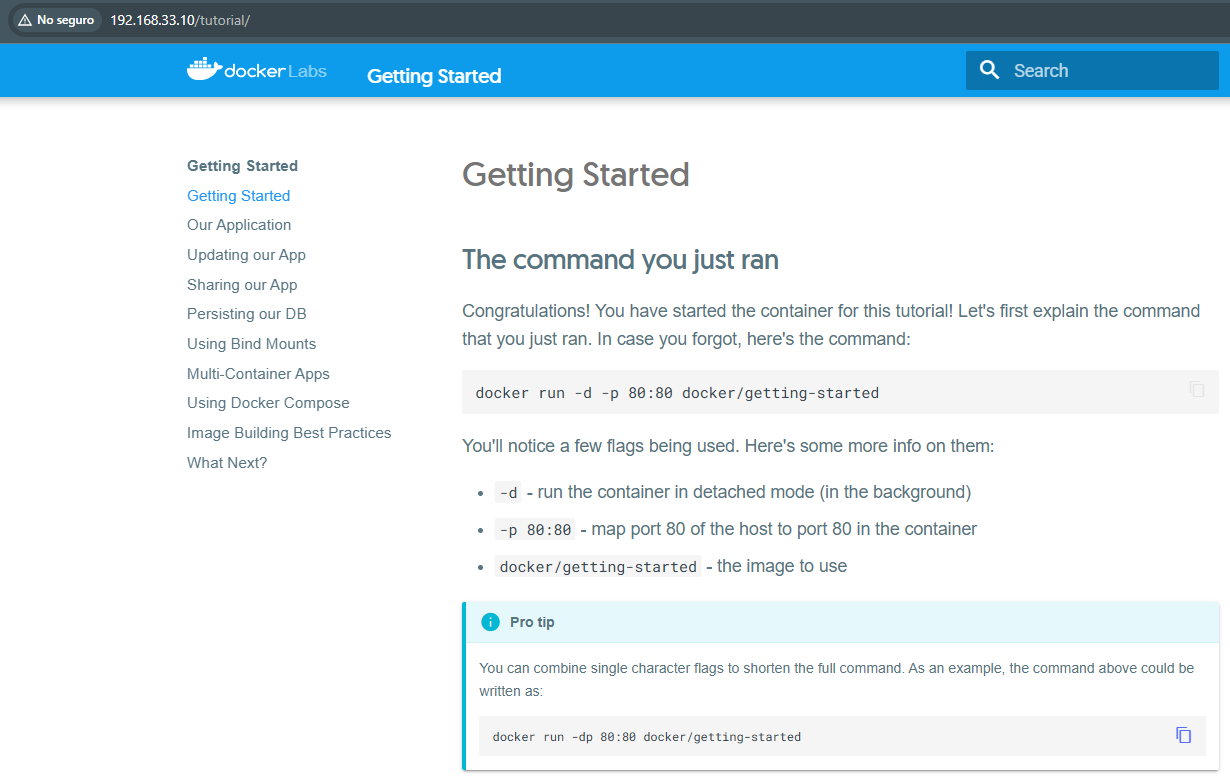 No seguro 192.168.33.10/tutorial/
docker Labs Getting Started Search
Getting Started
Getting Started
Our Application
Updating our App
Sharing our App
Persisting our DB
Using Bind Mounts
Multi-Container Apps
Using Docker Compose
Image Building Best Practices
What Next?
Getting Started
The command you just ran
Congratulations! You have started the container for this tutorial! Let's first explain the command
that you just ran. In case you forgot, here's the command:
docker run -d -p 80:80 docker/getting-started
You'll notice a few flags being used. Here's some more info on them:
• -d - run the container in detached mode (in the background)
• -p 80:80 - map port 80 of the host to port 80 in the container
• docker/getting-started - the image to use
Pro tip
You can combine single character flags to shorten the full command. As an example, the command above could be
written as:
docker run -dp 80:80 docker/getting-started